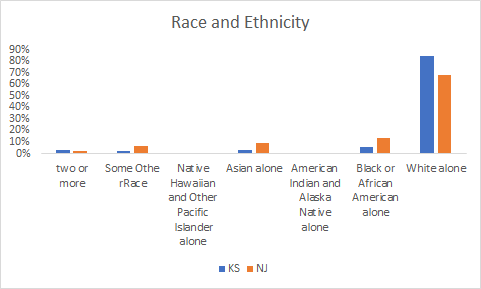 Race and Ethnicity
90%
80%
70%
60%
50%
40%
30%
20%
10%
0%
two or
more
Some Othe
rRace
Native
Hawaiian
and Other
Pacific
Islander
alone
Asian alone
American
Indian and
Alaska
Native
alone
Black or
African
American
alone
White alone
KS NJ